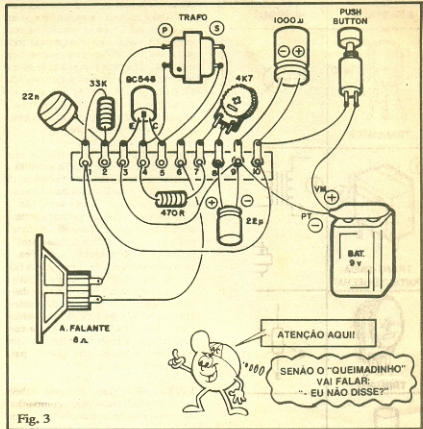 TRAFO
P
S
1000µ
PUSH
BUTTON
22n
33K
BC548
E
C
4K7
1 2 3 4 5 6 7 8 9 10
470R
22µ
VM
PT
BAT.
9v
A. FALANTE
8Ω
ATENÇÃO AQUI!
SENÃO O "QUEIMADINHO"
VAI FALAR:
"- EU NÃO DISSE?"
Fig. 3